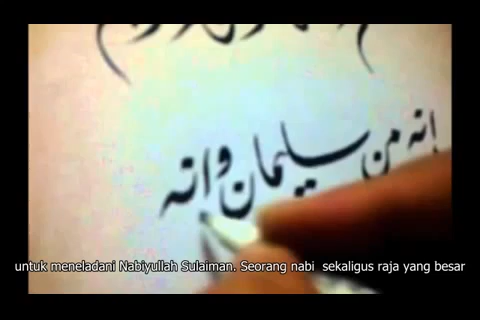 إنه من سليمان وإنه
untuk meneladani Nabiyullah Sulaiman. Seorang nabi sekaligus raja yang besar